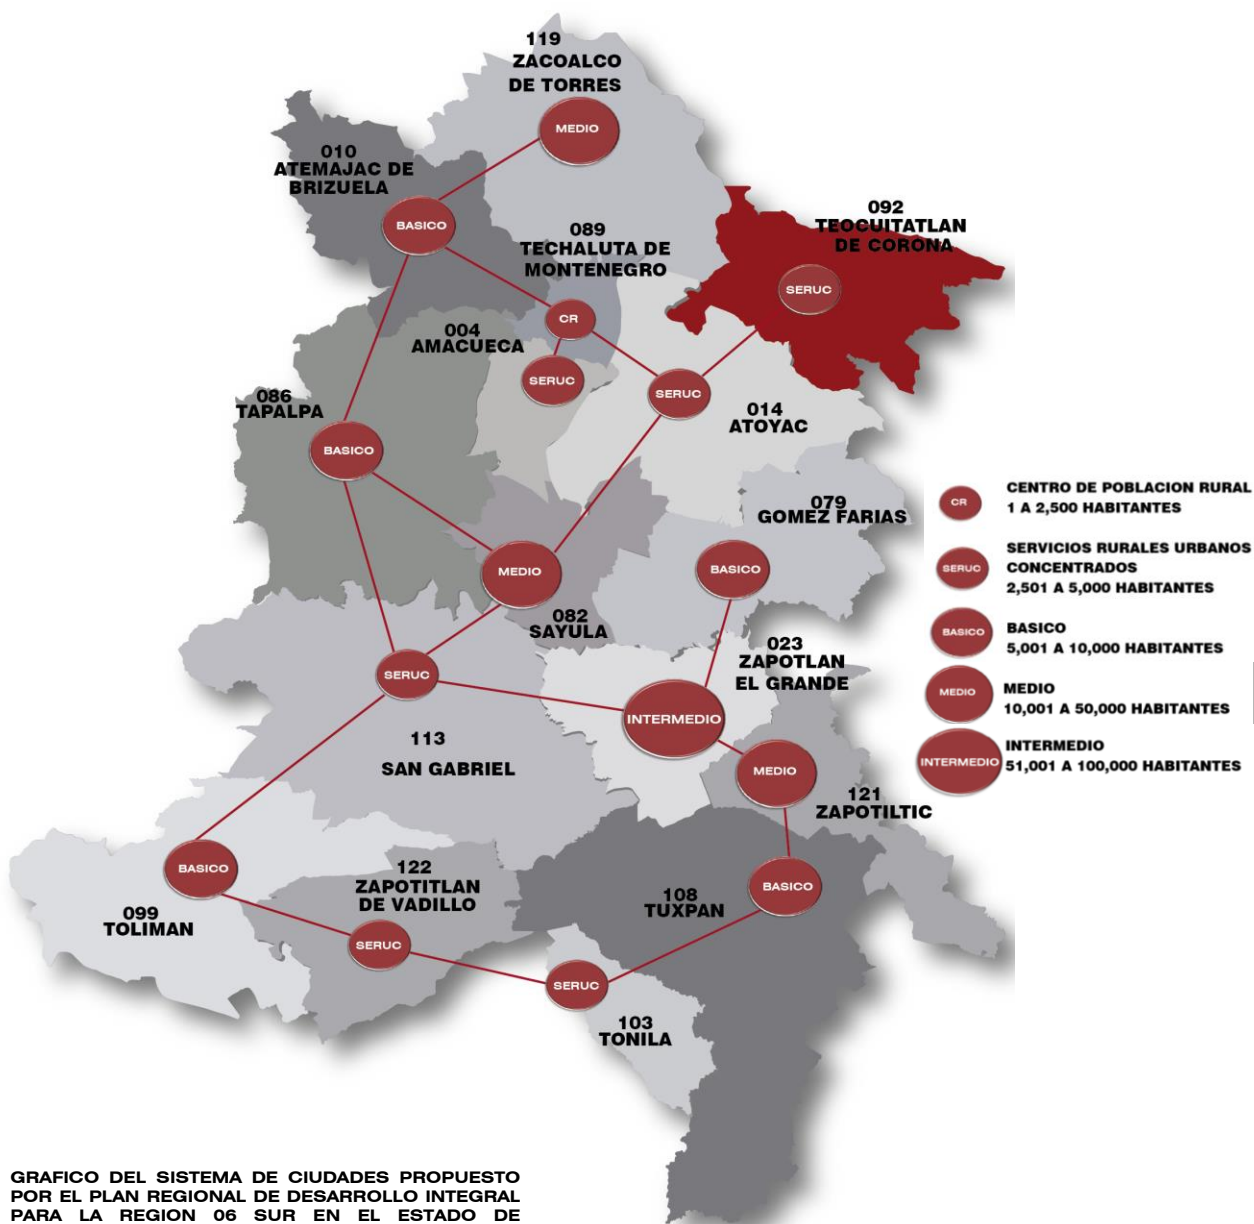 119
ZACOALCO
DE TORRES
MEDIO
010
ATEMAJAC DE
BRIZUELA
BASICO
092
TEOCUITATLAN
DE CORONA
SERUC
089
TECHALUTA DE
MONTENEGRO
CR
004
AMACUECA
SERUC
SERUC
014
ATOYAC
086
TAPALPA
BASICO
079
GOMEZ FARIAS
BASICO
MEDIO
082
SAYULA
023
ZAPOTLAN
EL GRANDE
INTERMEDIO
SERUC
113
SAN GABRIEL
MEDIO
121
ZAPOTILTIC
BASICO
099
TOLIMAN
122
ZAPOTITLAN
DE VADILLO
SERUC
108
TUXPAN
BASICO
SERUC
103
TONILA
CR
CENTRO DE POBLACION RURAL
1 A 2,500 HABITANTES
SERUC
SERVICIOS RURALES URBANOS
CONCENTRADOS
2,501 A 5,000 HABITANTES
BASICO
BASICO
5,001 A 10,000 HABITANTES
MEDIO
MEDIO
10,001 A 50,000 HABITANTES
INTERMEDIO
INTERMEDIO
51,001 A 100,000 HABITANTES
GRAFICO DEL SISTEMA DE CIUDADES PROPUESTO
POR EL PLAN REGIONAL DE DESARROLLO INTEGRAL
PARA LA REGION 06 SUR EN EL ESTADO DE